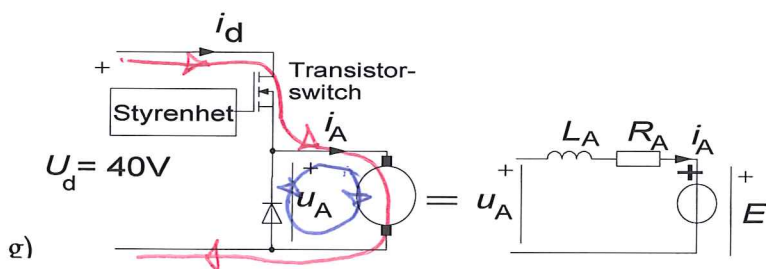 i_d
+
Transistor-
switch
Styrenhet
i_A
L_A R_A i_A
U_d = 40V
+
u_A
=
+
u_A
+
+
E
g)